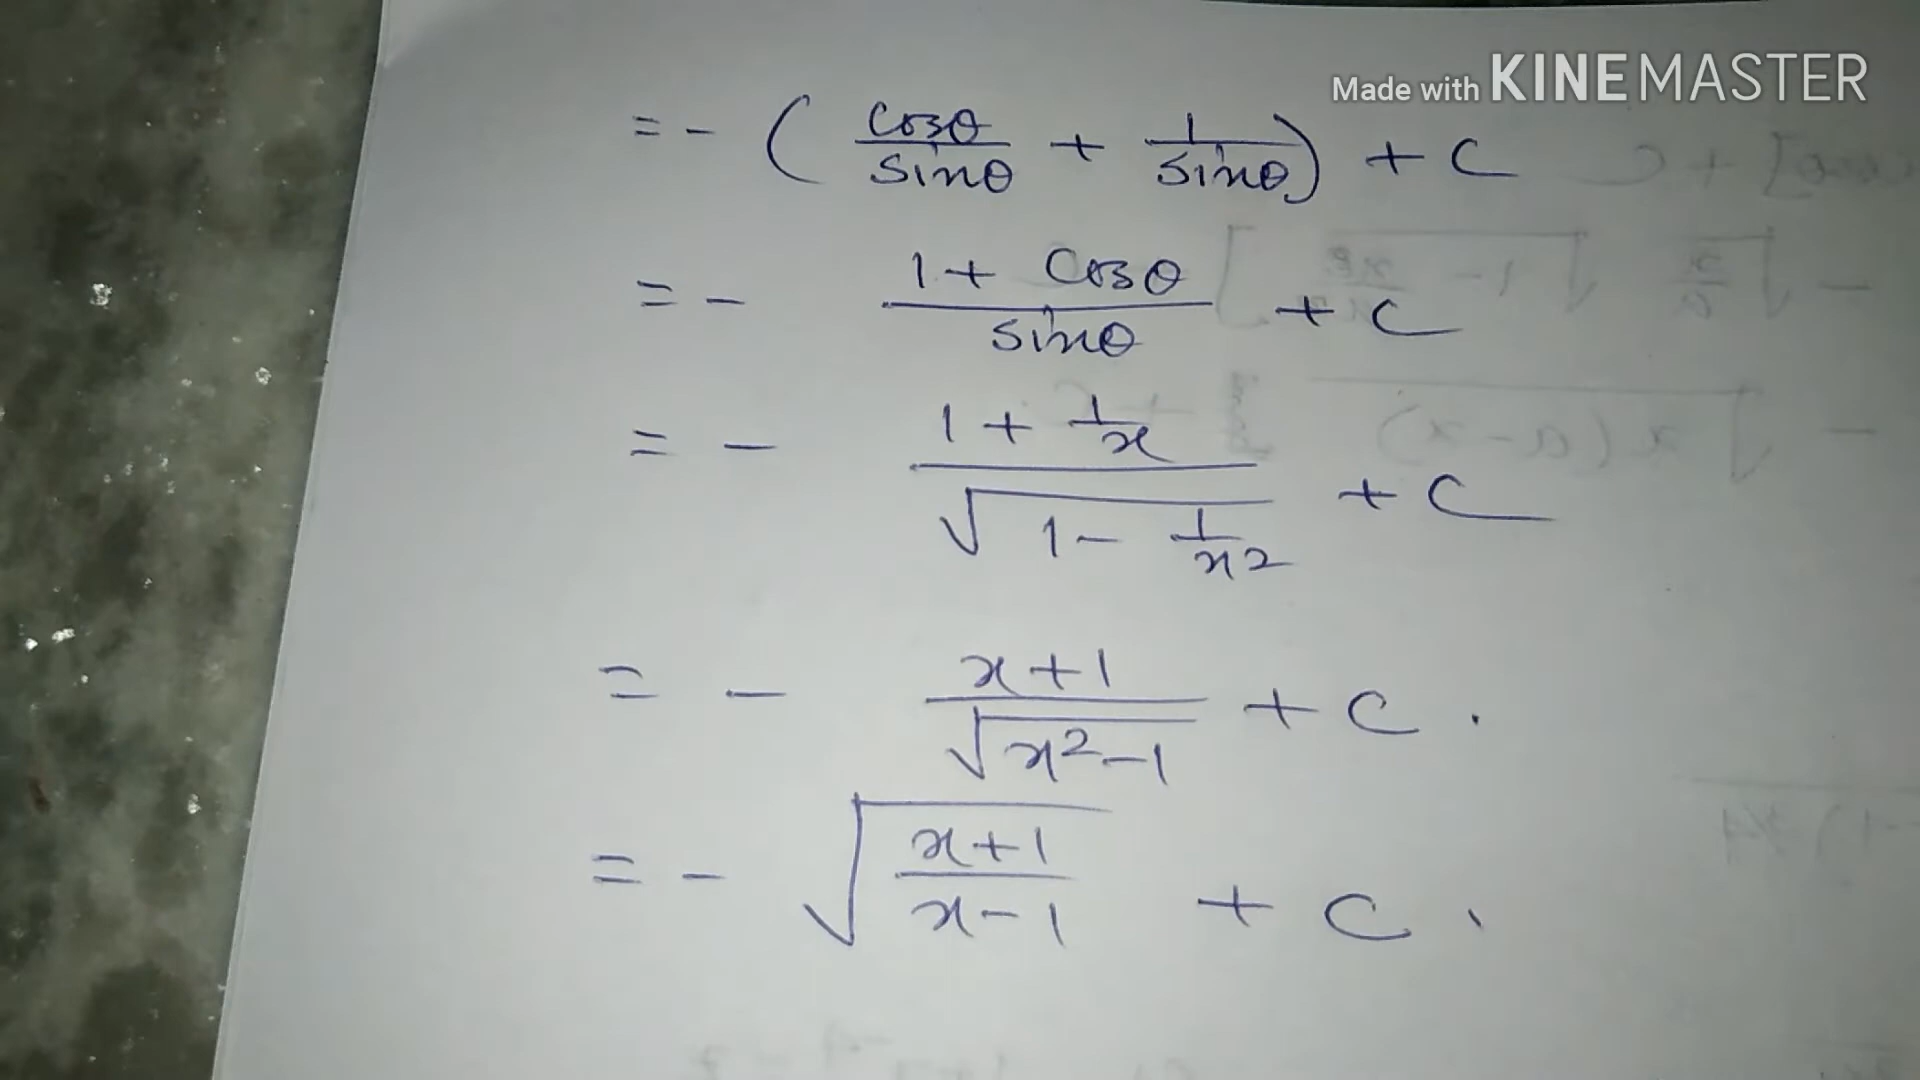 Made with KINEMASTER
= - ( cosθ/sinθ + 1/sinθ ) + C
= - (1 + cosθ)/sinθ + C
= - (1 + 1/x)/√(1 - 1/x²) + C
= - (x+1)/√(x²-1) + C .
= - √((x+1)/(x-1)) + C .